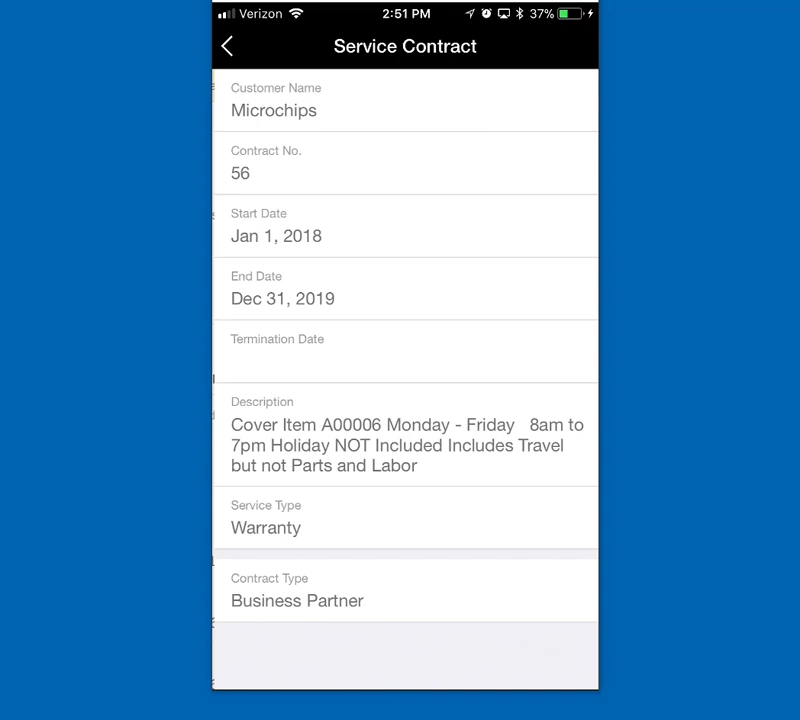 Verizon 2:51 PM 37%
Service Contract
Customer Name
Microchips
Contract No.
56
Start Date
Jan 1, 2018
End Date
Dec 31, 2019
Termination Date
Description
Cover Item A00006 Monday - Friday   8am to
7pm Holiday NOT Included Includes Travel
but not Parts and Labor
Service Type
Warranty
Contract Type
Business Partner